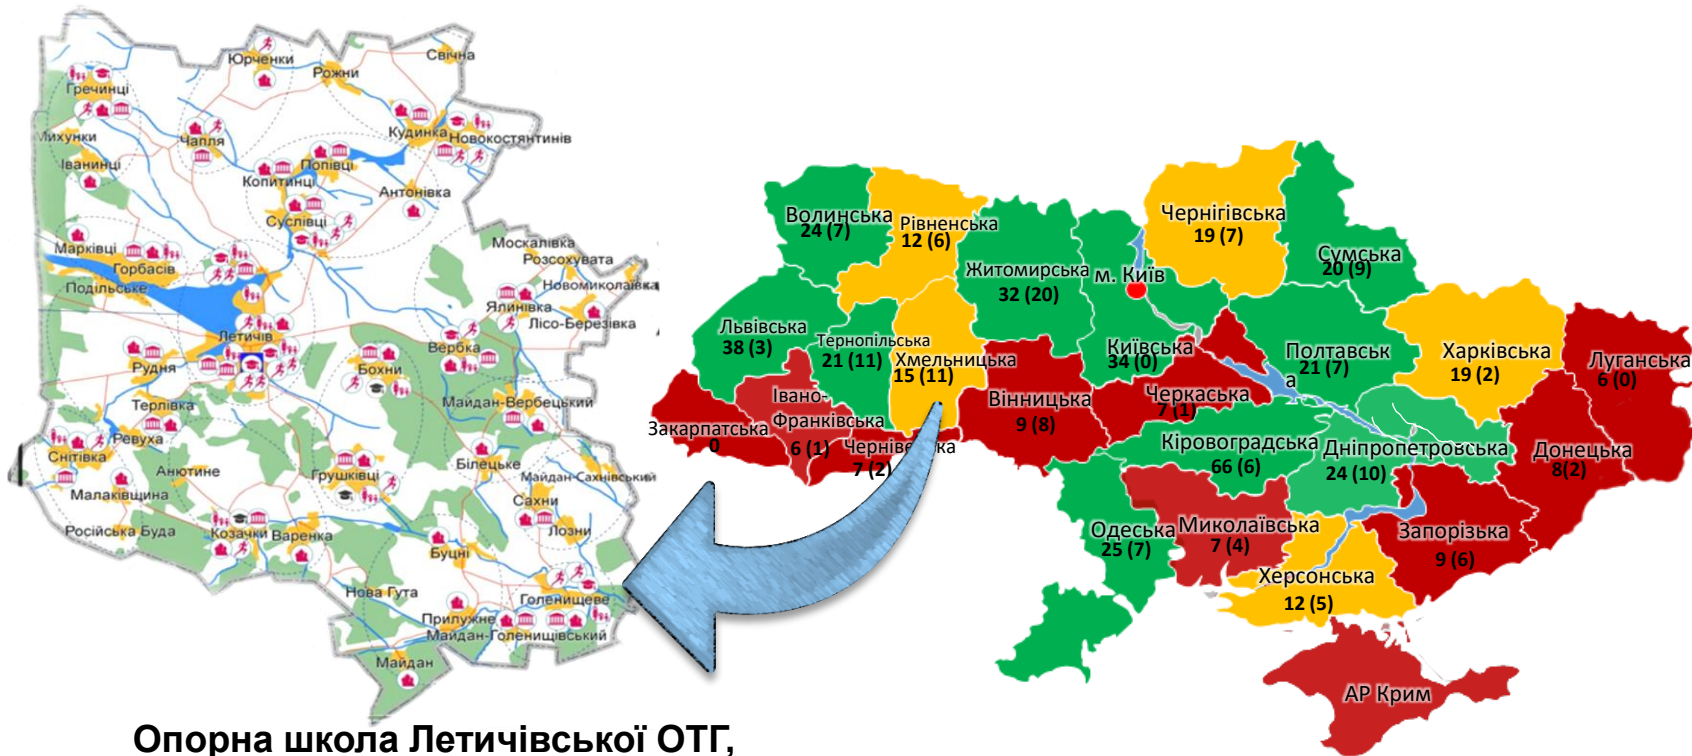 Свічна
Юрченки
Рожни
Гречинці
Кудинка
Новокостянтинів
Михунки
Чапля
Іванинці
Попівці
Копитинці
Антонівка
Суслівці
Марківці
Горбасів
Подільське
Москалівка
Розсохувата
Новомиколаївка
Ялинівка
Лісо-Березівка
Летичів
Вербка
Рудня
Бохни
Терлівка
Майдан-Вербецький
Ревуха
Снітівка
Анютине
Грушківці
Білецьке
Майдан-Сахнівський
Малаківщина
Сахни
Російська Буда
Козачки
Варенка
Лозни
Буцні
Нова Гута
Голенищеве
Прилужне
Майдан-Голенищівський
Майдан
Опорна школа Летичівської ОТГ,
Волинська
24 (7)
Рівненська
12 (6)
Житомирська
32 (20)
м. Київ
Чернігівська
19 (7)
Сумська
20 (9)
Львівська
38 (3)
Тернопільська
21 (11)
Хмельницька
15 (11)
Київська
34 (0)
Полтавськ
а
21 (7)
Харківська
19 (2)
Луганська
6 (0)
Закарпатська
0
Івано-
Франківська
6 (1)
7 (2)
Вінницька
9 (8)
Черкаська
7 (1)
Кіровоградська
66 (6)
Дніпропетровська
24 (10)
Донецька
8(2)
Одеська
25 (7)
Миколаївська
7 (4)
Запорізька
9 (6)
Херсонська
12 (5)
АР Крим